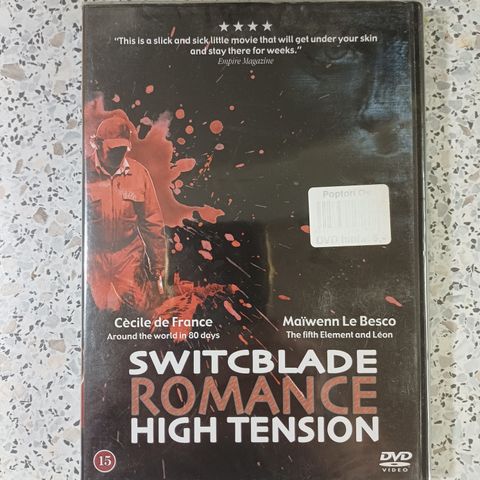 ★★★★
“This is a slick and sick little movie that will get under your skin
and stay there for weeks.”
Empire Magazine
Cècile de France
Around the world in 80 days
Maïwenn Le Besco
The fifth Element and Léon
SWITCBLADE
ROMANCE
HIGH TENSION
15
DVD
VIDEO